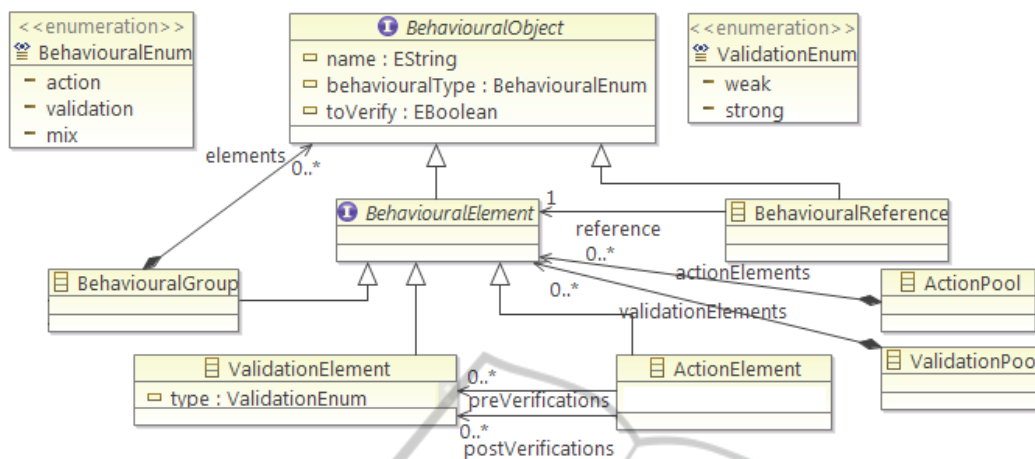 <<enumeration>>
BehaviouralEnum
action
validation
mix
BehaviouralObject
name : EString
behaviouralType : BehaviouralEnum
toVerify : EBoolean
<<enumeration>>
ValidationEnum
weak
strong
elements
0..*
BehaviouralElement
1
reference
BehaviouralReference
0..*
actionElements
0..*
validationElements
BehaviouralGroup
ActionPool
ValidationPoo
ValidationElement
type : ValidationEnum
ActionElement
0..*
preVerifications
0..*
postVerifications